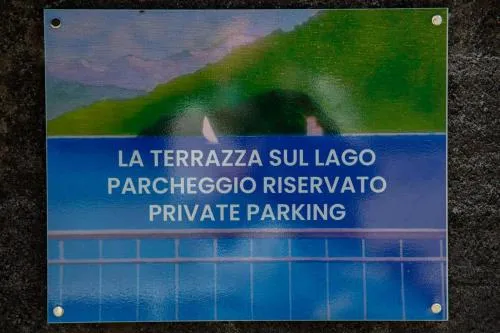 LA TERRAZZA SUL LAGO
PARCHEGGIO RISERVATO
PRIVATE PARKING